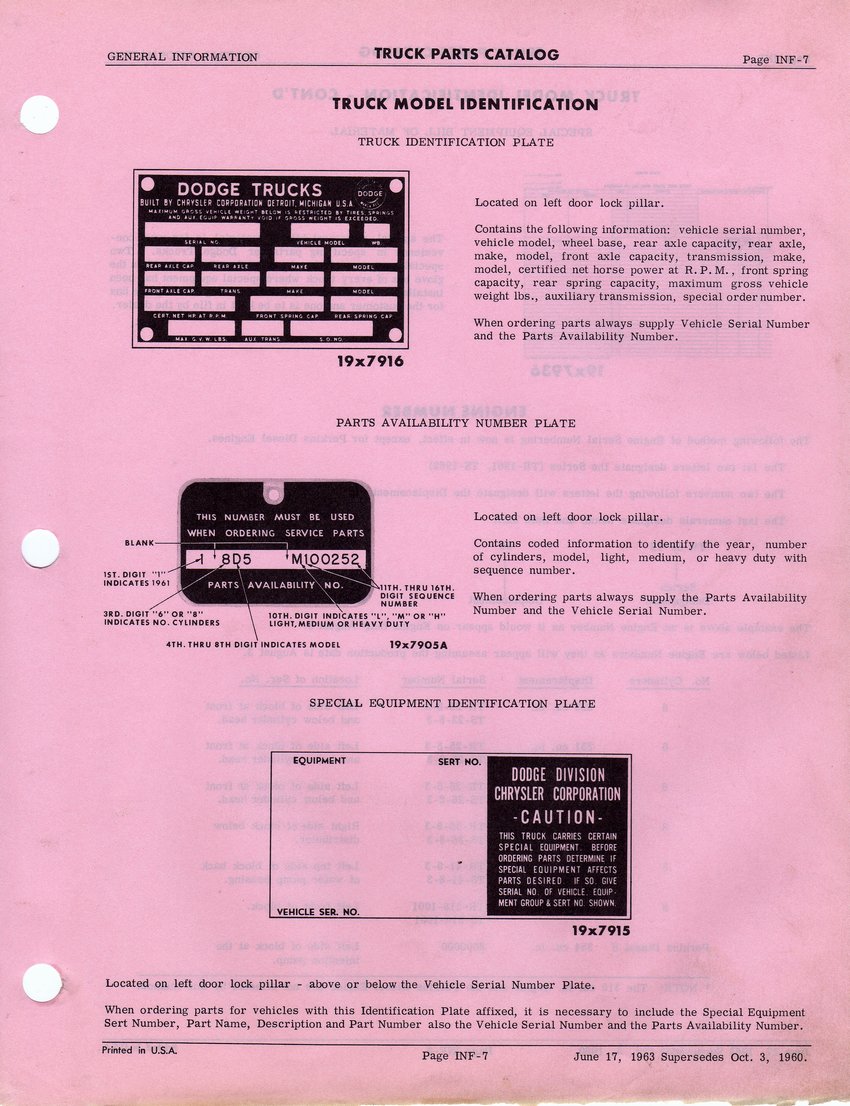 GENERAL INFORMATION
TRUCK PARTS CATALOG
Page INF-7
TRUCK MODEL IDENTIFICATION
TRUCK IDENTIFICATION PLATE
DODGE TRUCKS
DODGE
BUILT BY CHRYSLER CORPORATION DETROIT, MICHIGAN U.S.A.
MAXIMUM GROSS VEHICLE WEIGHT BELOW IS RESTRICTED BY TIRES, SPRINGS
AND AUX. EQUIP. WARRANTY VOID IF GROSS WEIGHT IS EXCEEDED.
SERIAL NO. VEHICLE MODEL WB.
REAR AXLE CAP. REAR AXLE MAKE MODEL
FRONT AXLE CAP. TRANS. MAKE MODEL
CERT. NET HP. AT R.P.M. FRONT SPRING CAP. REAR SPRING CAP.
MAX. G.V.W. LBS. AUX. TRANS. S.O. NO.
19x7916
Located on left door lock pillar.
Contains the following information: vehicle serial number,
vehicle model, wheel base, rear axle capacity, rear axle,
make, model, front axle capacity, transmission, make,
model, certified net horse power at R.P.M., front spring
capacity, rear spring capacity, maximum gross vehicle
weight lbs., auxiliary transmission, special order number.
When ordering parts always supply Vehicle Serial Number
and the Parts Availability Number.
PARTS AVAILABILITY NUMBER PLATE
THIS NUMBER MUST BE USED
WHEN ORDERING SERVICE PARTS
BLANK
1 8D5 M100252
PARTS AVAILABILITY NO.
1ST. DIGIT "1"
INDICATES 1961
3RD. DIGIT "6" OR "8"
INDICATES NO. CYLINDERS
4TH. THRU 8TH DIGIT INDICATES MODEL
10TH. DIGIT INDICATES "L", "M" OR "H"
LIGHT, MEDIUM OR HEAVY DUTY
11TH. THRU 16TH.
DIGIT SEQUENCE
NUMBER
19x7905A
Located on left door lock pillar.
Contains coded information to identify the year, number
of cylinders, model, light, medium, or heavy duty with
sequence number.
When ordering parts always supply the Parts Availability
Number and the Vehicle Serial Number.
SPECIAL EQUIPMENT IDENTIFICATION PLATE
EQUIPMENT
SERT NO.
VEHICLE SER. NO.
DODGE DIVISION
CHRYSLER CORPORATION
-CAUTION-
THIS TRUCK CARRIES CERTAIN
SPECIAL EQUIPMENT. BEFORE
ORDERING PARTS DETERMINE IF
SPECIAL EQUIPMENT AFFECTS
PARTS DESIRED. IF SO, GIVE
SERIAL NO. OF VEHICLE, EQUIP-
MENT GROUP & SERT NO. SHOWN.
19x7915
Located on left door lock pillar - above or below the Vehicle Serial Number Plate.
When ordering parts for vehicles with this Identification Plate affixed, it is necessary to include the Special Equipment
Sert Number, Part Name, Description and Part Number also the Vehicle Serial Number and the Parts Availability Number.
Printed in U.S.A.
Page INF-7
June 17, 1963 Supersedes Oct. 3, 1960.